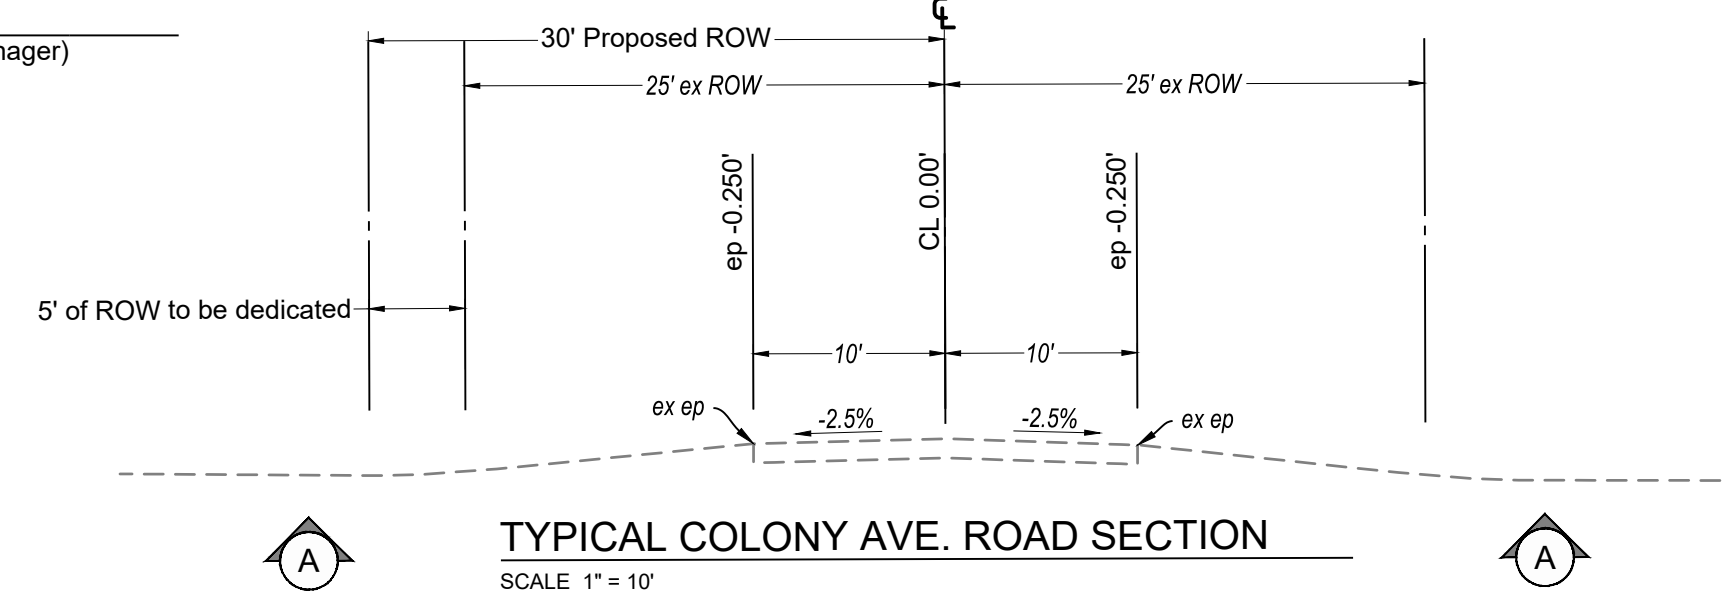 nager)
℄
30' Proposed ROW
25' ex ROW
25' ex ROW
ep -0.250'
CL 0.00'
ep -0.250'
5' of ROW to be dedicated
10'
10'
ex ep
-2.5%
-2.5%
ex ep
A
TYPICAL COLONY AVE. ROAD SECTION
A
SCALE 1" = 10'